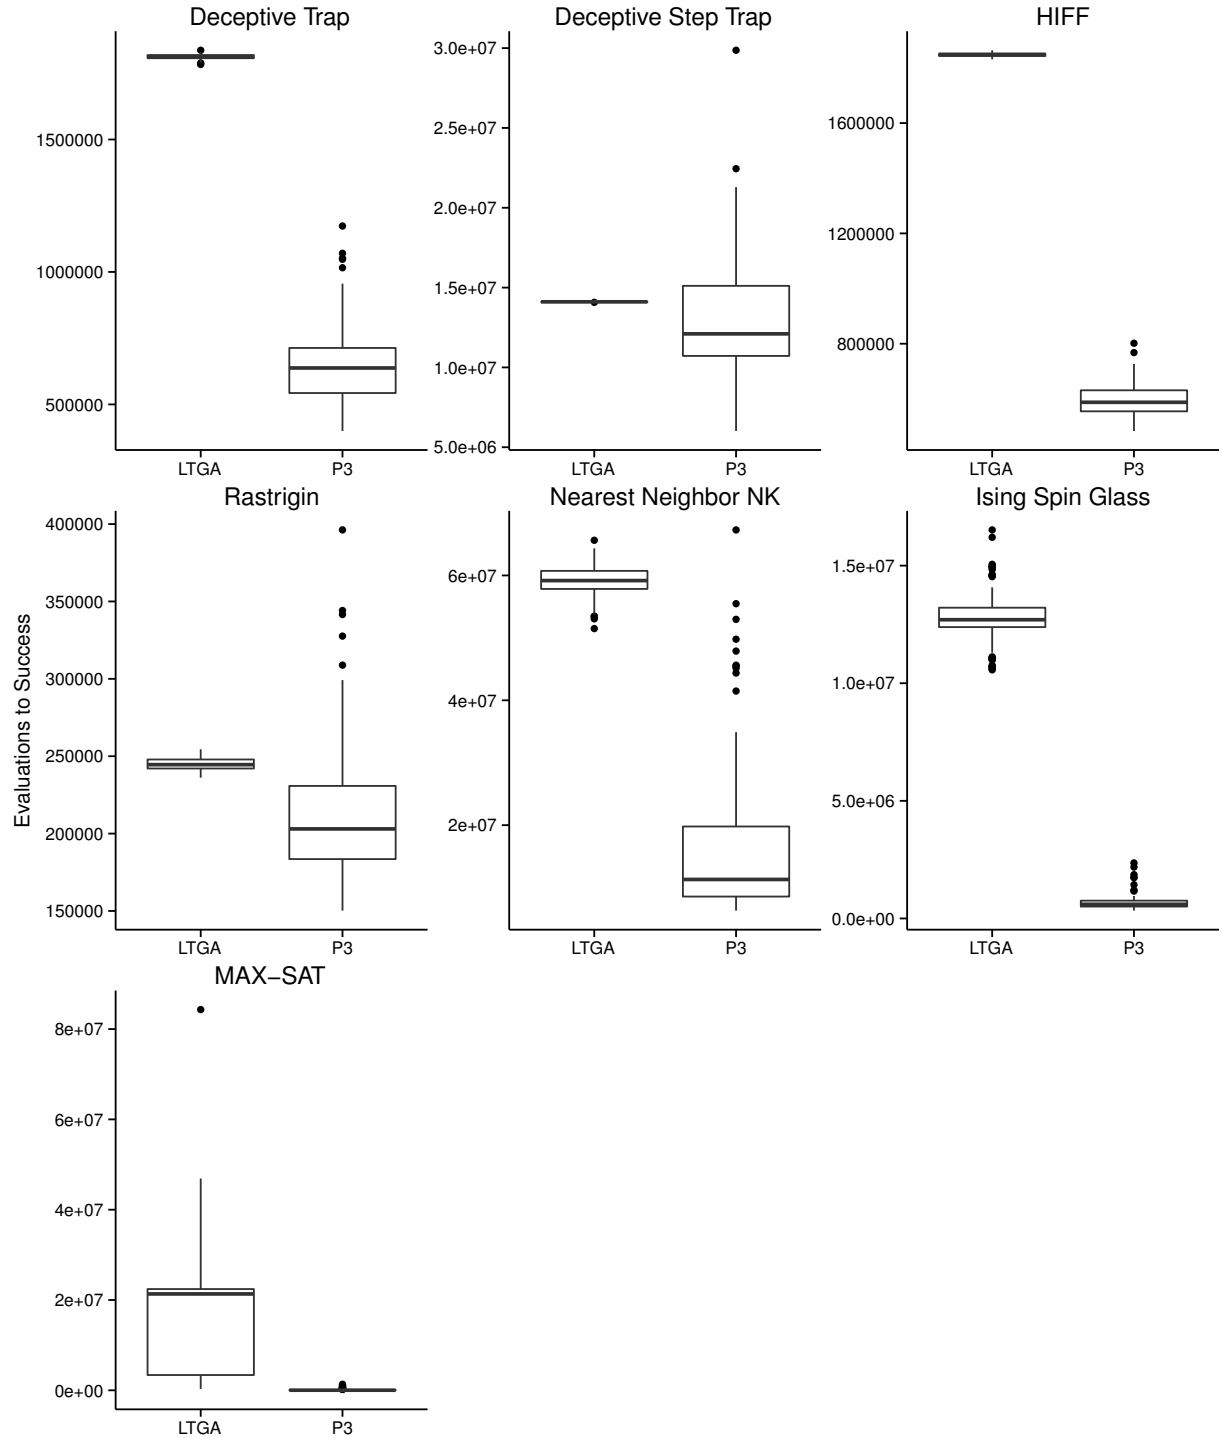 Deceptive Trap
1500000
1000000
500000
LTGA
P3
Deceptive Step Trap
3.0e+07
2.5e+07
2.0e+07
1.5e+07
1.0e+07
5.0e+06
LTGA
P3
HIFF
1600000
1200000
800000
LTGA
P3
Evaluations to Success
Rastrigin
400000
350000
300000
250000
200000
150000
LTGA
P3
Nearest Neighbor NK
6e+07
4e+07
2e+07
LTGA
P3
Ising Spin Glass
1.5e+07
1.0e+07
5.0e+06
0.0e+00
LTGA
P3
MAX−SAT
8e+07
6e+07
4e+07
2e+07
0e+00
LTGA
P3